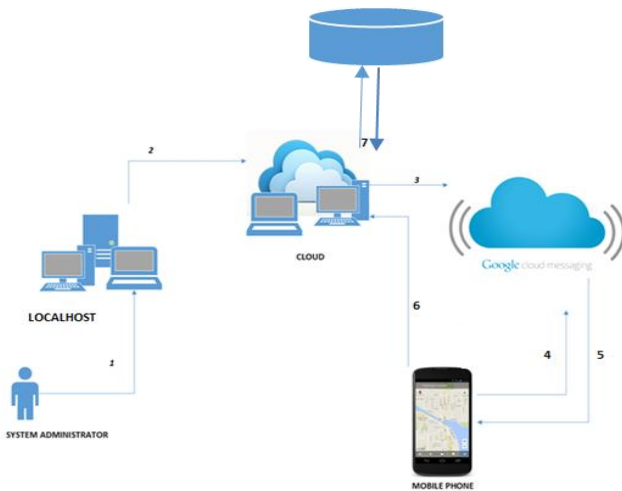 7
2
3
CLOUD
Google cloud messaging
LOCALHOST
6
1
4
5
SYSTEM ADMINISTRATOR
MOBILE PHONE